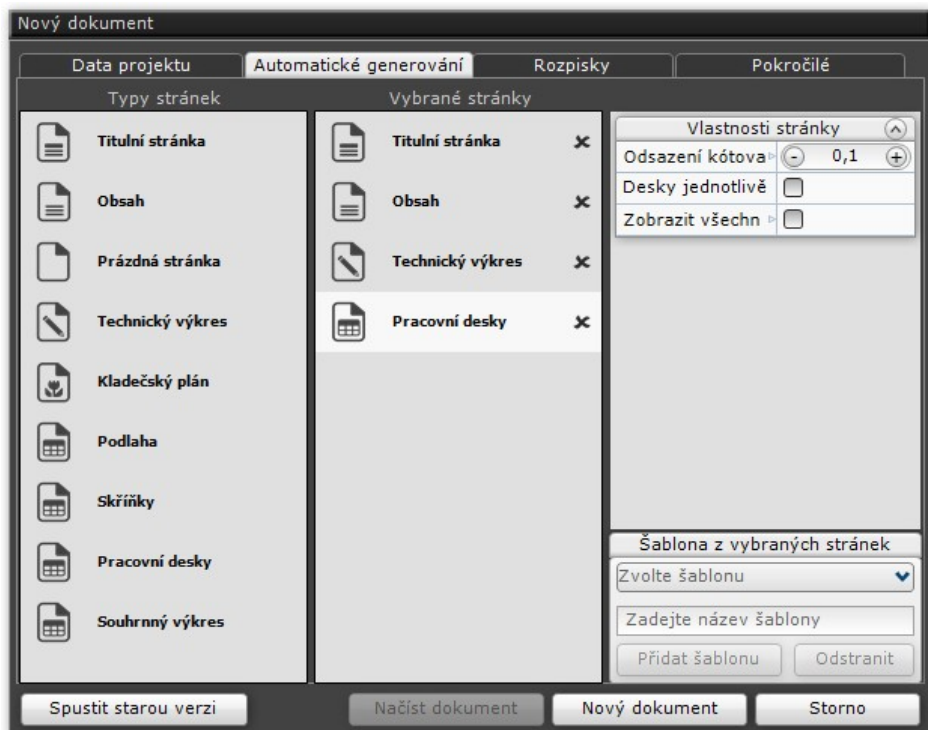 Nový dokument
Data projektu
Automatické generování
Rozpisky
Pokročilé
Typy stránek
Titulní stránka
Obsah
Prázdná stránka
Technický výkres
Kladečský plán
Podlaha
Skříňky
Pracovní desky
Souhrnný výkres
Vybrané stránky
Titulní stránka
Obsah
Technický výkres
Pracovní desky
Vlastnosti stránky
Odsazení kótova
- 0,1 +
Desky jednotlivě
Zobrazit všechn
Šablona z vybraných stránek
Zvolte šablonu
Zadejte název šablony
Přidat šablonu
Odstranit
Spustit starou verzi
Načíst dokument
Nový dokument
Storno